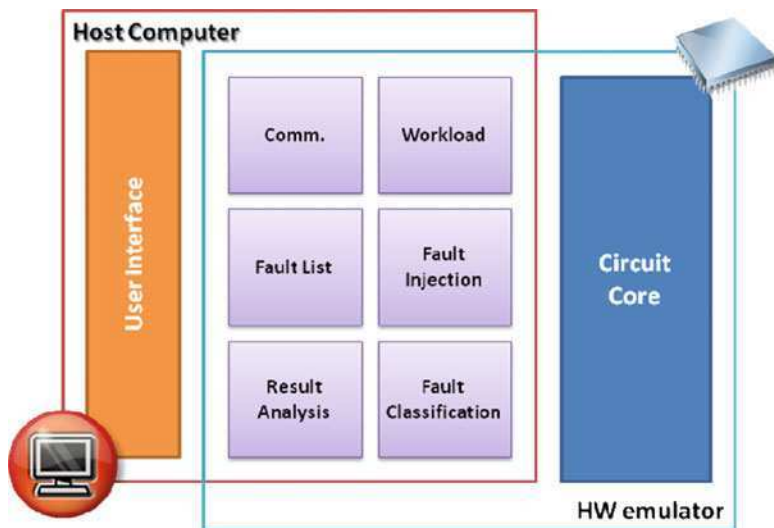 Host Computer
User Interface
Comm.
Workload
Fault List
Fault
Injection
Result
Analysis
Fault
Classification
Circuit
Core
HW emulator